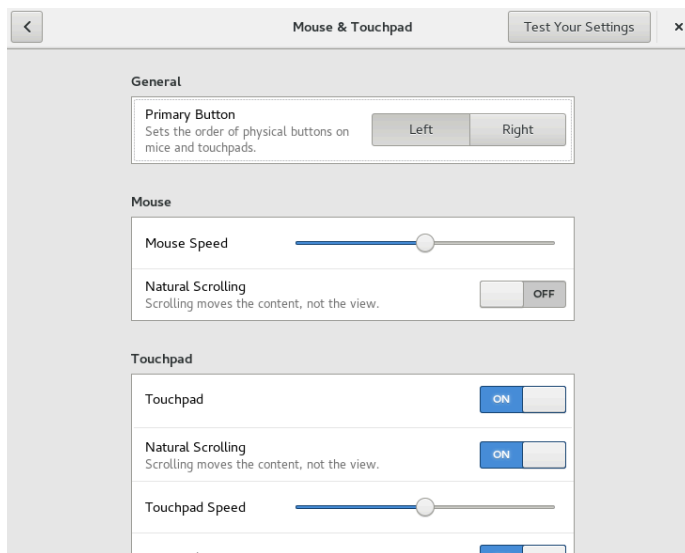 Mouse & Touchpad
Test Your Settings
General
Primary Button
Sets the order of physical buttons on
mice and touchpads.
Left
Right
Mouse
Mouse Speed
Natural Scrolling
Scrolling moves the content, not the view.
OFF
Touchpad
Touchpad
ON
Natural Scrolling
Scrolling moves the content, not the view.
ON
Touchpad Speed